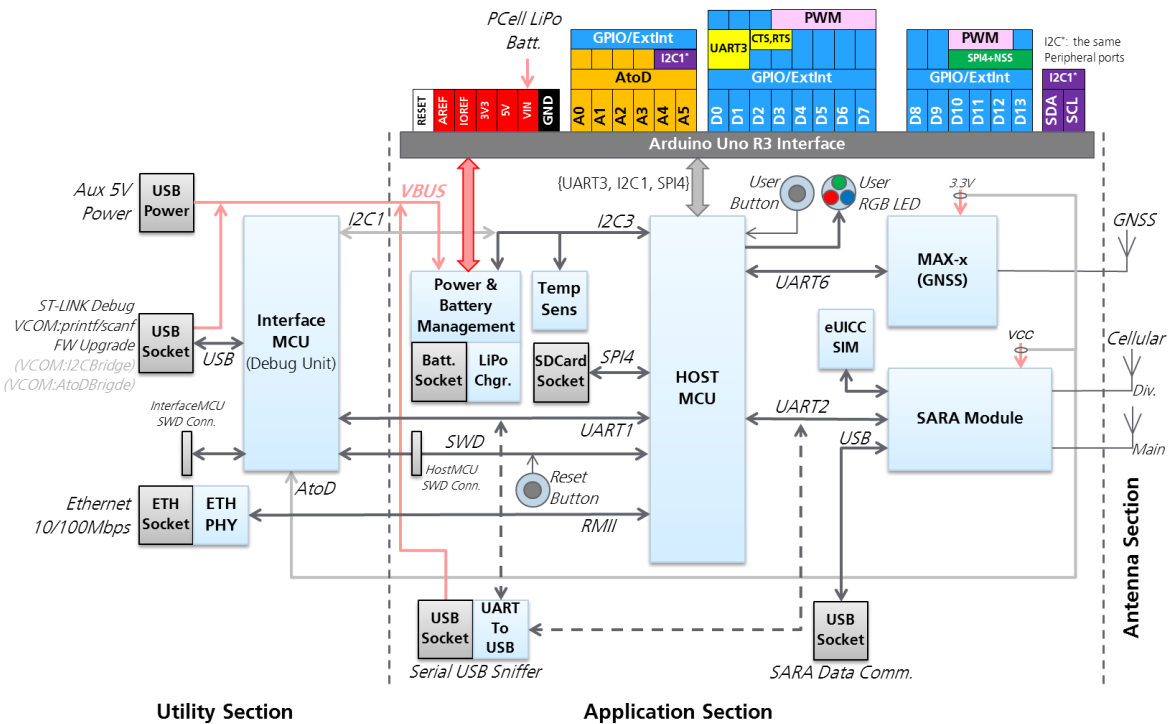 PCell LiPo
Batt.
RESET
AREF
IOREF
3V3
5V
VIN
GND
GPIO/ExtInt
I2C1*
AtoD
A0
A1
A2
A3
A4
A5
PWM
UART3
CTS,RTS
GPIO/ExtInt
D0
D1
D2
D3
D4
D5
D6
D7
PWM
SPI4+NSS
GPIO/ExtInt
D8
D9
D10
D11
D12
D13
I2C*: the same
Peripheral ports
I2C1*
SDA
SCL
Arduino Uno R3 Interface
Aux 5V
Power
USB
Power
VBUS
{UART3, I2C1, SPI4}
User
Button
User
RGB LED
3.3V
GNSS
I2C1
I2C3
MAX-x
(GNSS)
UART6
Power &
Battery
Management
Temp
Sens
ST-LINK Debug
VCOM:printf/scanf
FW Upgrade
(VCOM:I2CBridge)
(VCOM:AtoDBrigde)
USB
Socket
USB
Interface
MCU
(Debug Unit)
Batt.
Socket
LiPo
Chgr.
SDCard
Socket
SPI4
HOST
MCU
eUICC
SIM
VCC
Cellular
Div.
SARA Module
Main
UART2
USB
InterfaceMCU
SWD Conn.
UART1
SWD
HostMCU
SWD Conn.
Reset
Button
AtoD
Ethernet
10/100Mbps
ETH
Socket
ETH
PHY
RMII
Antenna Section
USB
Socket
UART
To
USB
Serial USB Sniffer
USB
Socket
SARA Data Comm.
Utility Section
Application Section